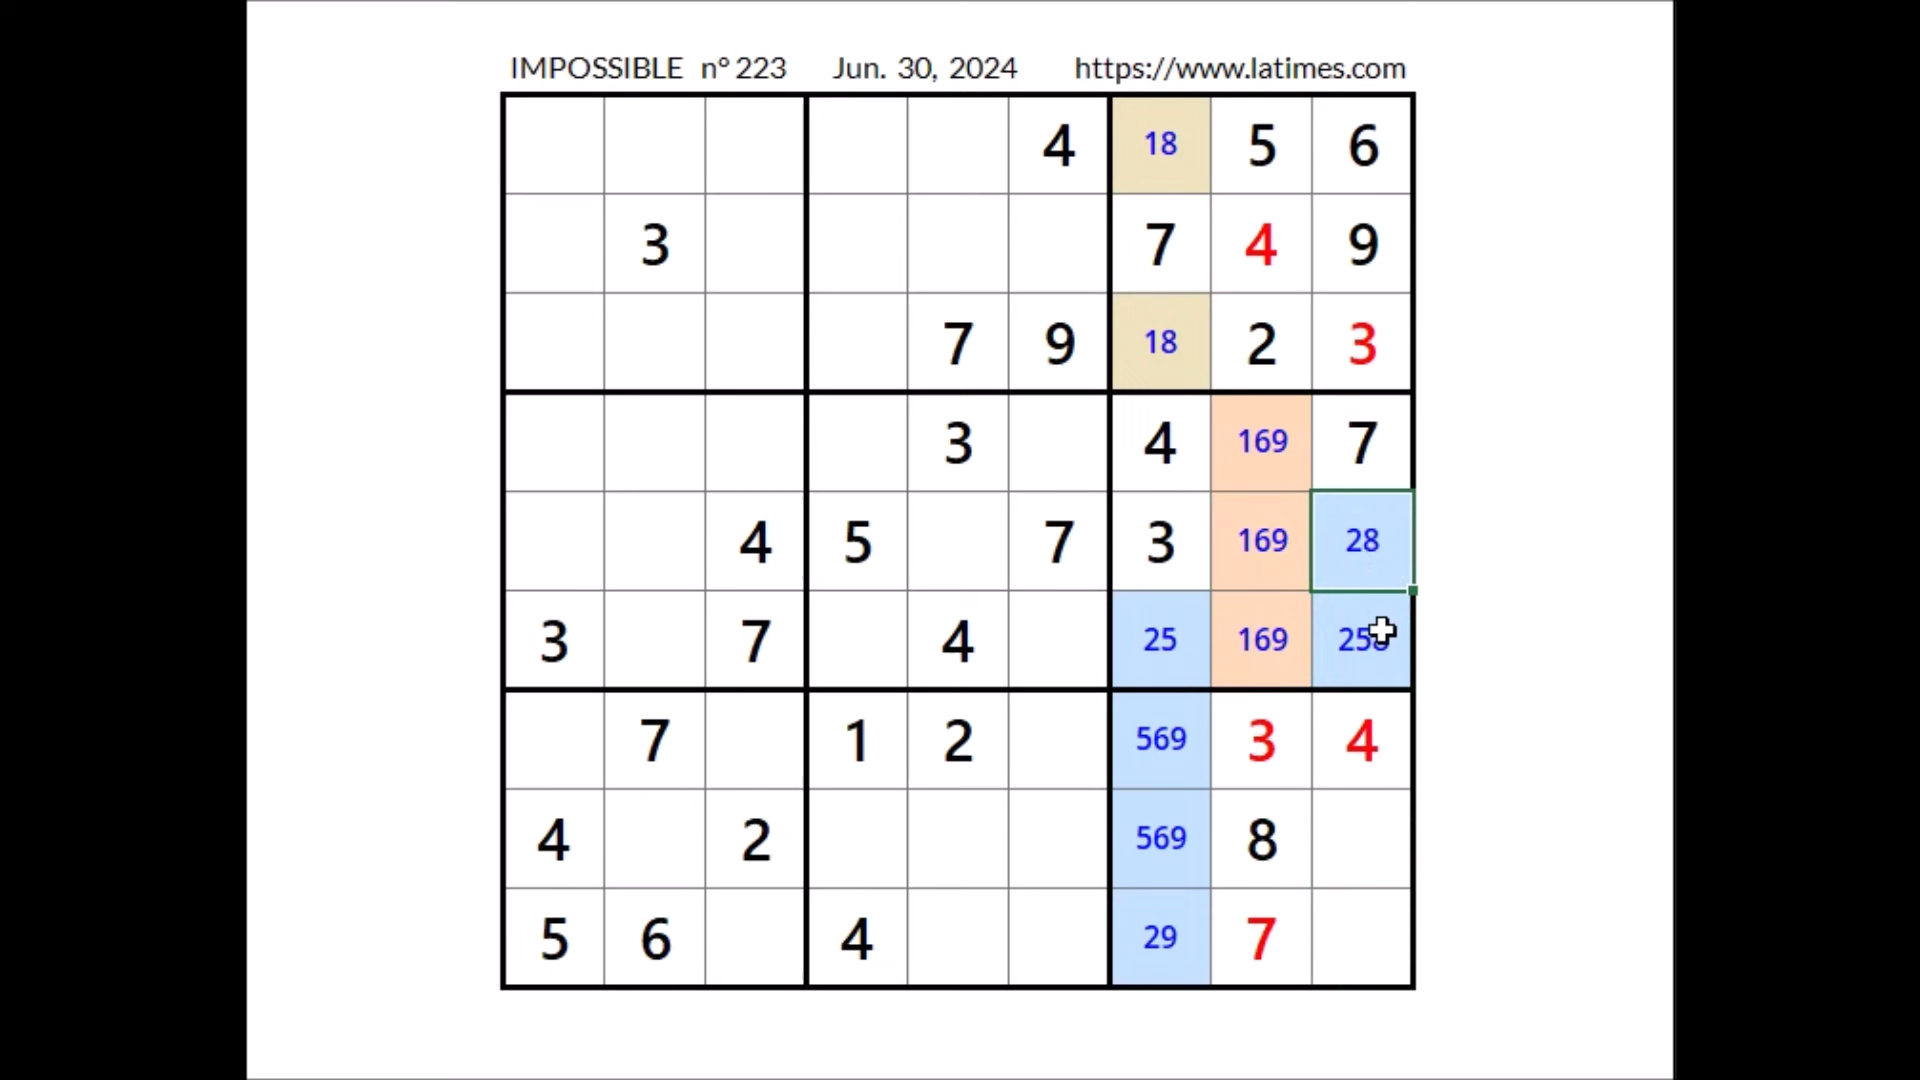 IMPOSSIBLE n° 223 Jun. 30, 2024 https://www.latimes.com
4 18 5 6
3 7 4 9
7 9 18 2 3
3 4 169 7
4 5 7 3 169 28
3 7 4 25 169
7 1 2 569 3 4
4 2 569 8
5 6 4 29 7